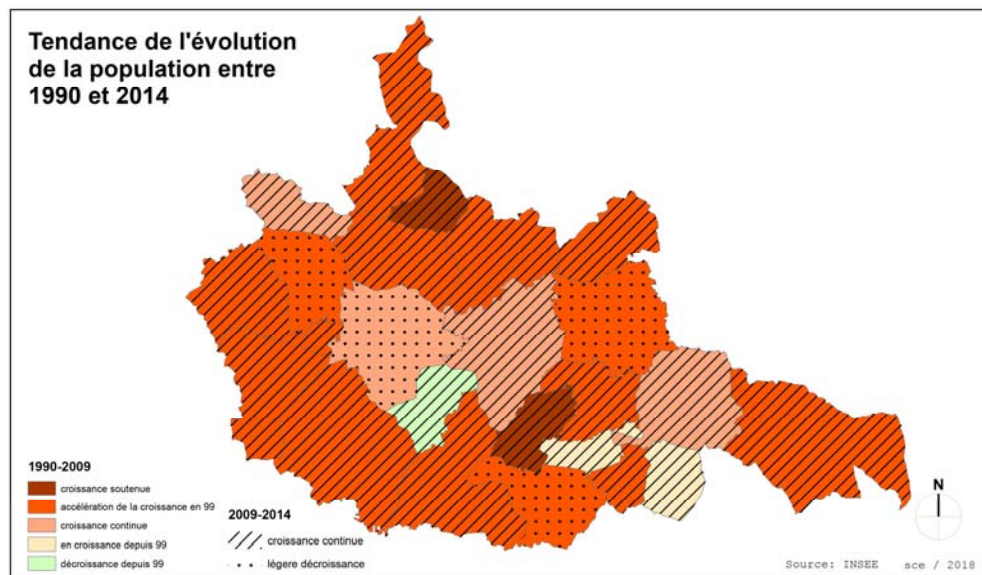 Tendance de l'évolution
de la population entre
1990 et 2014
1990-2009
croissance soutenue
accélération de la croissance en 99
croissance continue
en croissance depuis 99
décroissance depuis 99
2009-2014
croissance continue
légere décroissance
N
Source: INSEE sce / 2018